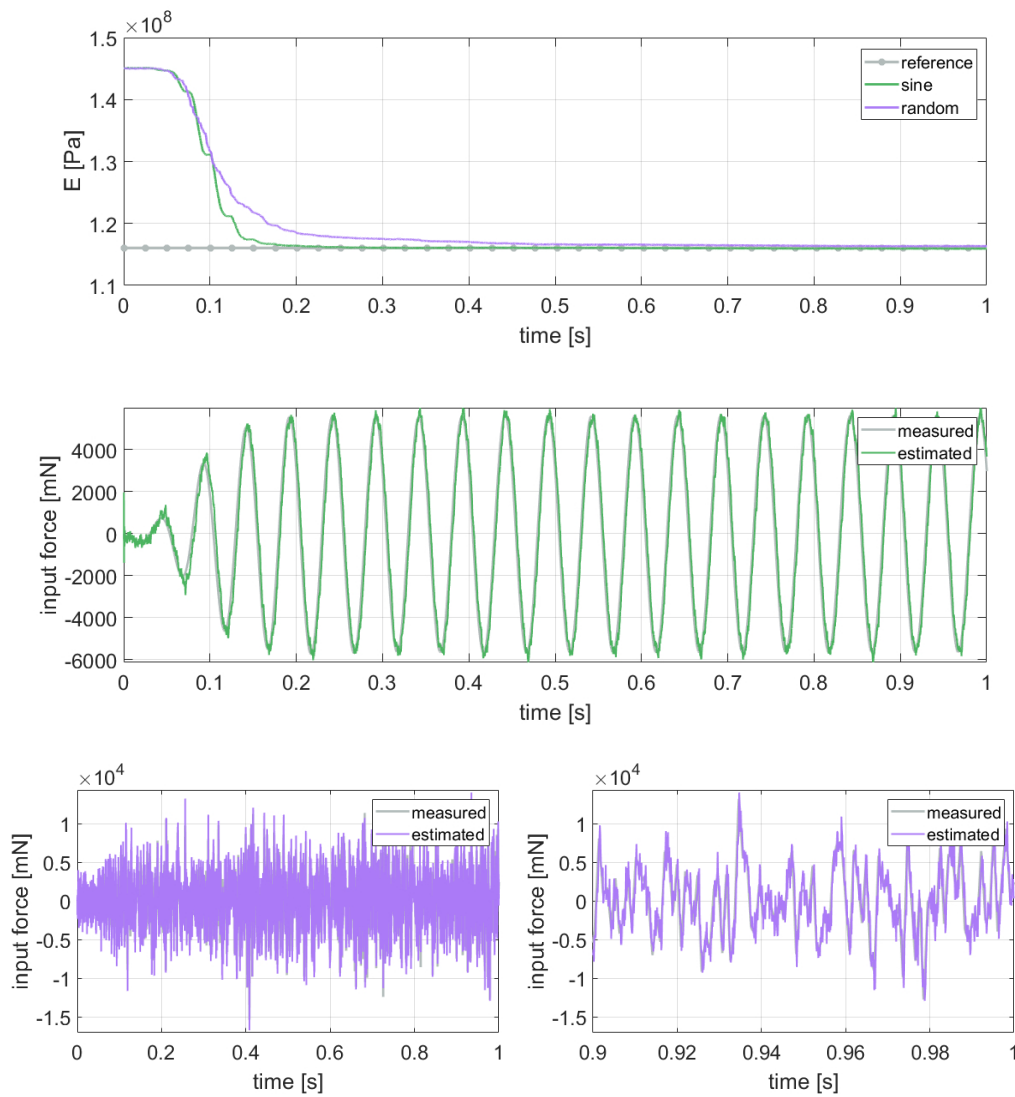 ×10^8
1.5
1.4
1.3
1.2
1.1
E [Pa]
reference
sine
random
0 0.1 0.2 0.3 0.4 0.5 0.6 0.7 0.8 0.9 1
time [s]
4000
2000
0
-2000
-4000
-6000
input force [mN]
measured
estimated
0 0.1 0.2 0.3 0.4 0.5 0.6 0.7 0.8 0.9 1
time [s]
×10^4
1
0.5
0
-0.5
-1
-1.5
input force [mN]
measured
estimated
0 0.2 0.4 0.6 0.8 1
time [s]
×10^4
1
0.5
0
-0.5
-1
-1.5
input force [mN]
measured
estimated
0.9 0.92 0.94 0.96 0.98 1
time [s]